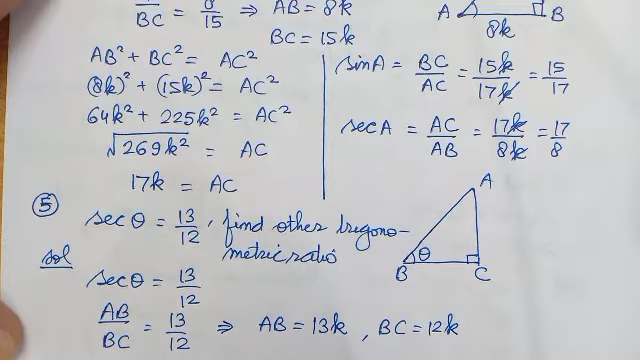 BC = 8/15 ⇒ AB = 8k
BC = 15k
A B
8k
AB² + BC² = AC²
(8k)² + (15k)² = AC²
64k² + 225k² = AC²
√269k² = AC
17k = AC
sinA = BC/AC = 15k/17k = 15/17
secA = AC/AB = 17k/8k = 17/8
⑤ secθ = 13/12, find other trigono-
metric ratio
A
B θ C
sol
secθ = 13/12
AB/BC = 13/12 ⇒ AB = 13k, BC = 12k